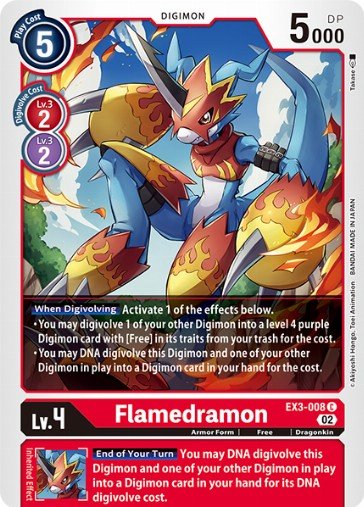 DIGIMON
Play Cost
5
DP
5000
Digivolve Cost
Lv.3
2
Lv.3
2
Takase
When Digivolving Activate 1 of the effects below.
・You may digivolve 1 of your other Digimon into a level 4 purple
Digimon card with [Free] in its traits from your trash for the cost.
・You may DNA digivolve this Digimon and one of your other
Digimon in play into a Digimon card in your hand for the cost.
© Akiyoshi Hongo, Toei Animation BANDAI MADE IN JAPAN
EX3-008 C
Lv.4
Flamedramon
02
Armor Form | Free | Dragonkin
Inherited Effect
End of Your Turn You may DNA digivolve this
Digimon and one of your other Digimon in play
into a Digimon card in your hand for its DNA
digivolve cost.